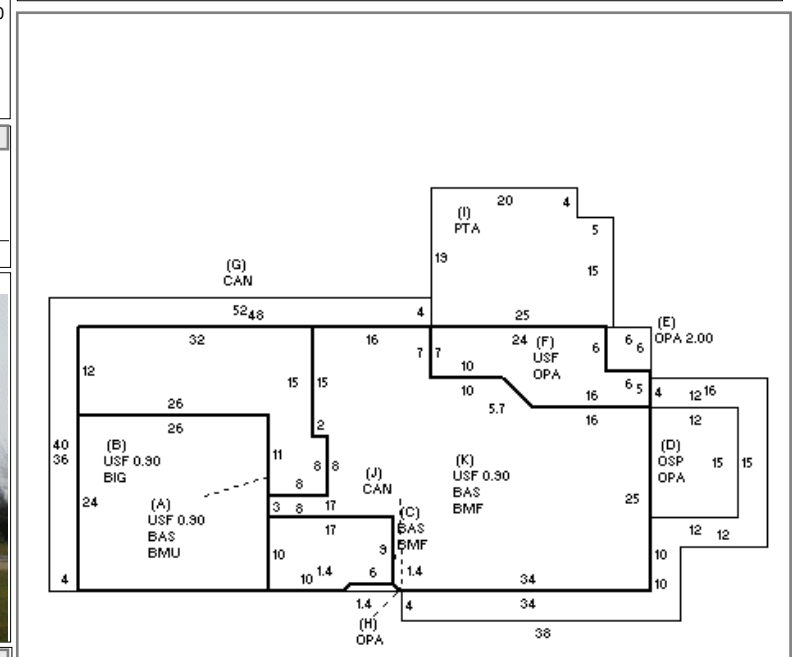 0
20
4
(I)
PTA
5
19
15
(G)
CAN
52 48
4
25
(E)
OPA 2.00
32
16
7
7
24
(F)
USF
OPA
6
6
6
12
15
15
10
10
6
5
4
12
16
26
5.7
16
26
2
16
12
40
36
(B)
USF 0.90
BIG
11
8
8
(J)
CAN
(K)
USF 0.90
BAS
BMF
(D)
OSP
OPA
15
15
24
8
(A)
USF 0.90
BAS
BMU
3
8
17
17
(C)
BAS
BMF
25
9
12
12
10
10
4
10
1.4
6
1.4
34
10
1.4
4
34
(H)
OPA
38